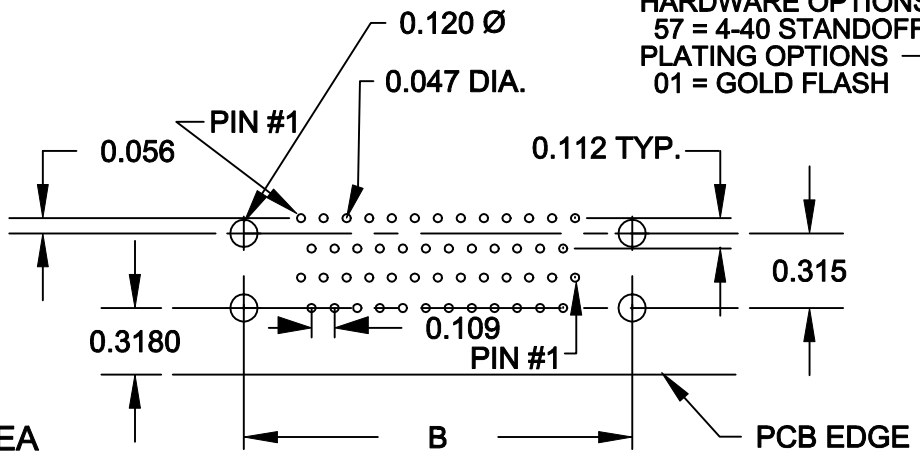 HARDWARE OPTIONS
57 = 4-40 STANDOFF
PLATING OPTIONS
01 = GOLD FLASH
0.120 Ø
0.047 DIA.
PIN #1
0.056
0.112 TYP.
0.315
0.3180
0.109
PIN #1
EA
B
PCB EDGE